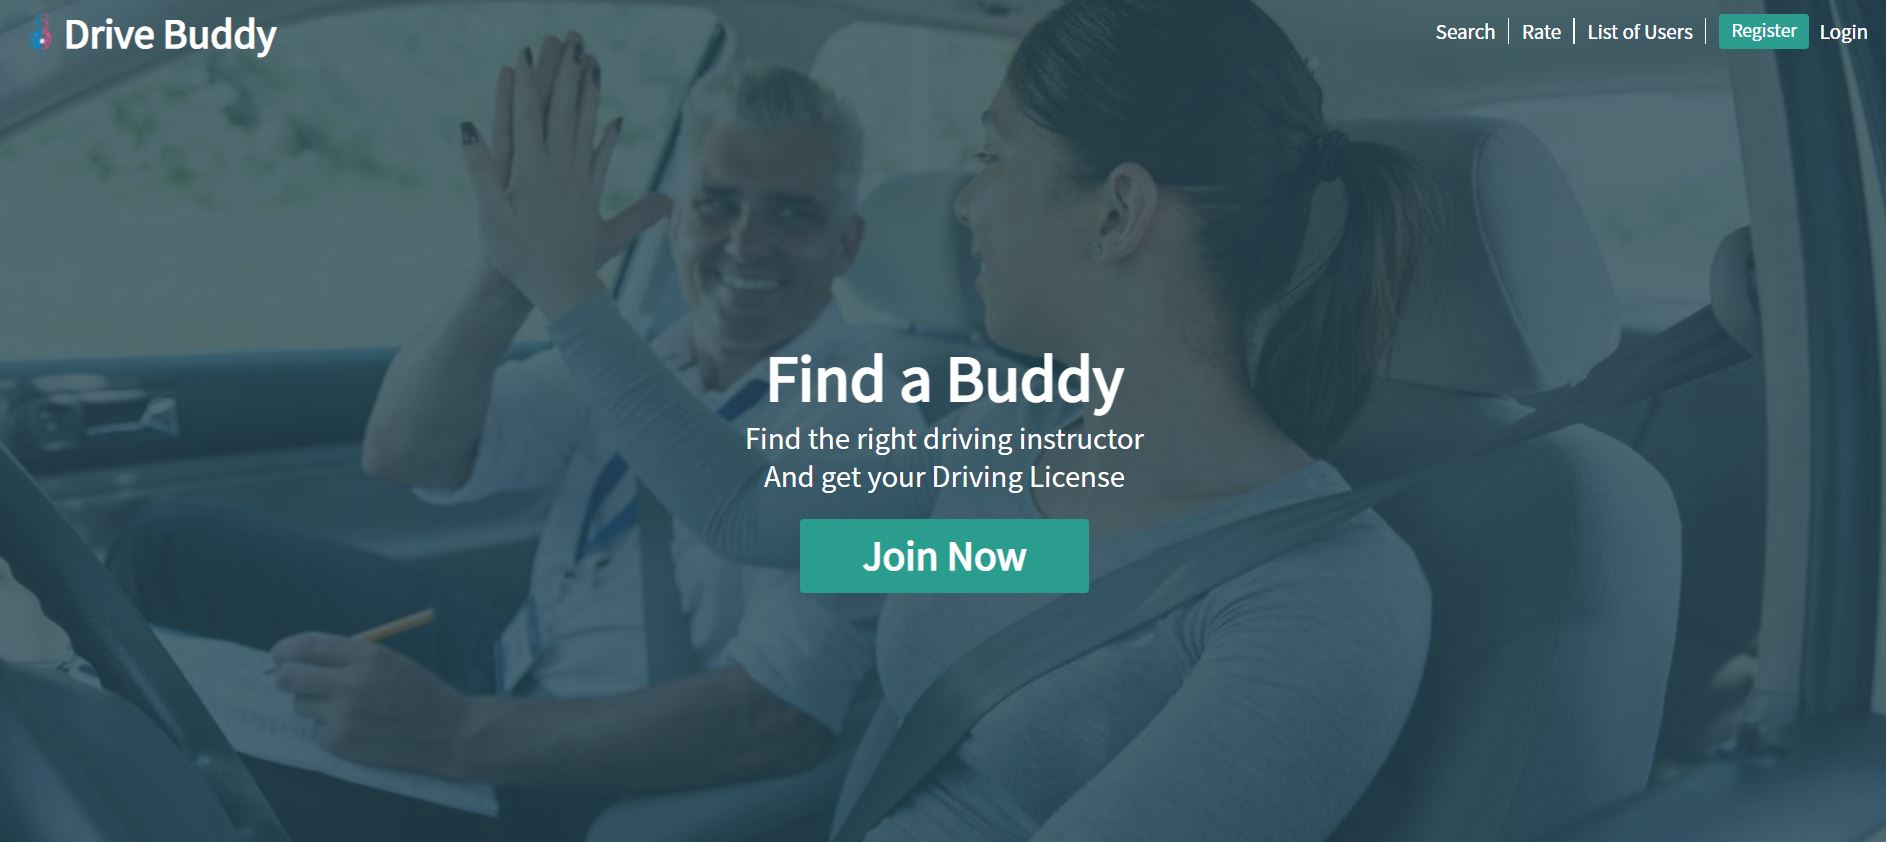 Drive Buddy
Search
Rate
List of Users
Register
Login
Find a Buddy
Find the right driving instructor
And get your Driving License
Join Now